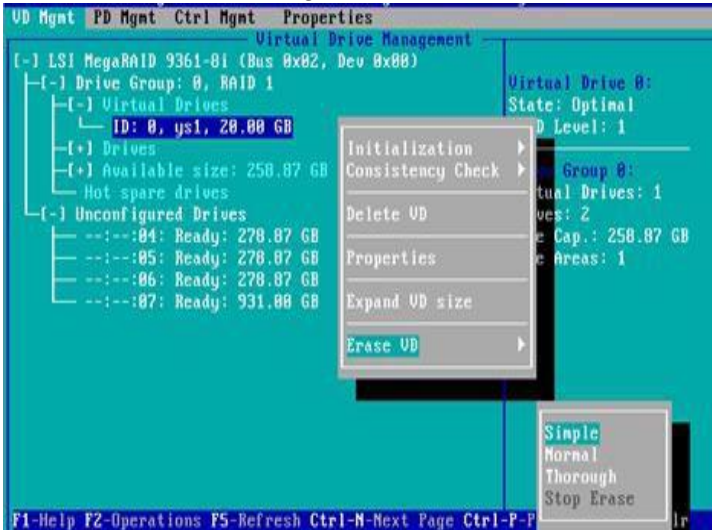 VD Mgmt PD Mgmt Ctrl Mgmt Properties
Virtual Drive Management
[-] LSI MegaRAID 9361-8i (Bus 0x02, Dev 0x00)
[-] Drive Group: 0, RAID 1
[-] Virtual Drives
ID: 0, ys1, 20.00 GB
[+] Drives
[+] Available size: 258.87 GB
Hot spare drives
[-] Unconfigured Drives
--:--:04: Ready: 278.87 GB
--:--:05: Ready: 278.87 GB
--:--:06: Ready: 278.87 GB
--:--:07: Ready: 931.00 GB
Initialization
Consistency Check
Delete VD
Properties
Expand VD size
Erase VD
Simple
Normal
Thorough
Stop Erase
Virtual Drive 0:
State: Optimal
D Level: 1
Group 0:
tual Drives: 1
ves: 2
e Cap.: 258.87 GB
e Areas: 1
F1-Help F2-Operations F5-Refresh Ctrl-N-Next Page Ctrl-P-P